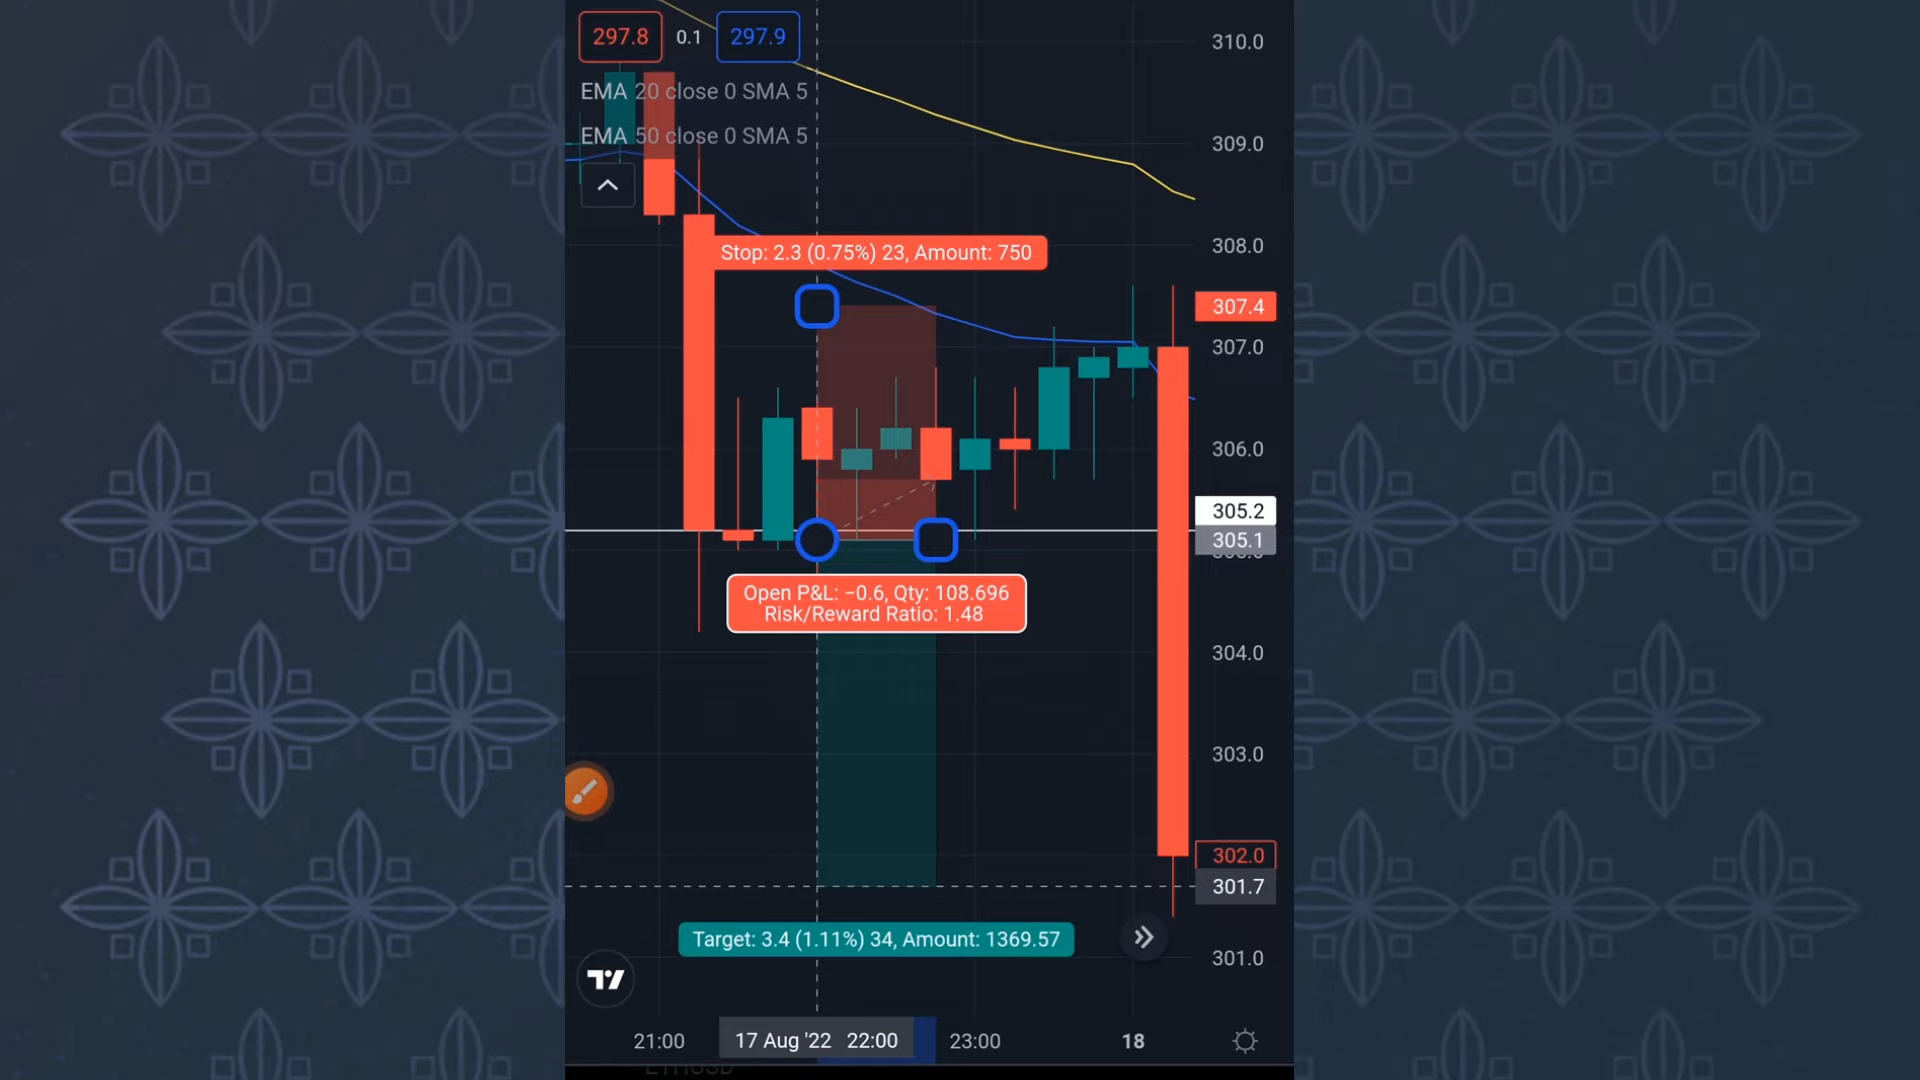 297.8 0.1 297.9
EMA 20 close 0 SMA 5
EMA 50 close 0 SMA 5
Stop: 2.3 (0.75%) 23, Amount: 750
Open P&L: −0.6, Qty: 108.696
Risk/Reward Ratio: 1.48
Target: 3.4 (1.11%) 34, Amount: 1369.57
310.0
309.0
308.0
307.4
307.0
306.0
305.2
305.1
304.0
303.0
302.0
301.7
301.0
21:00 17 Aug '22 22:00 23:00 18